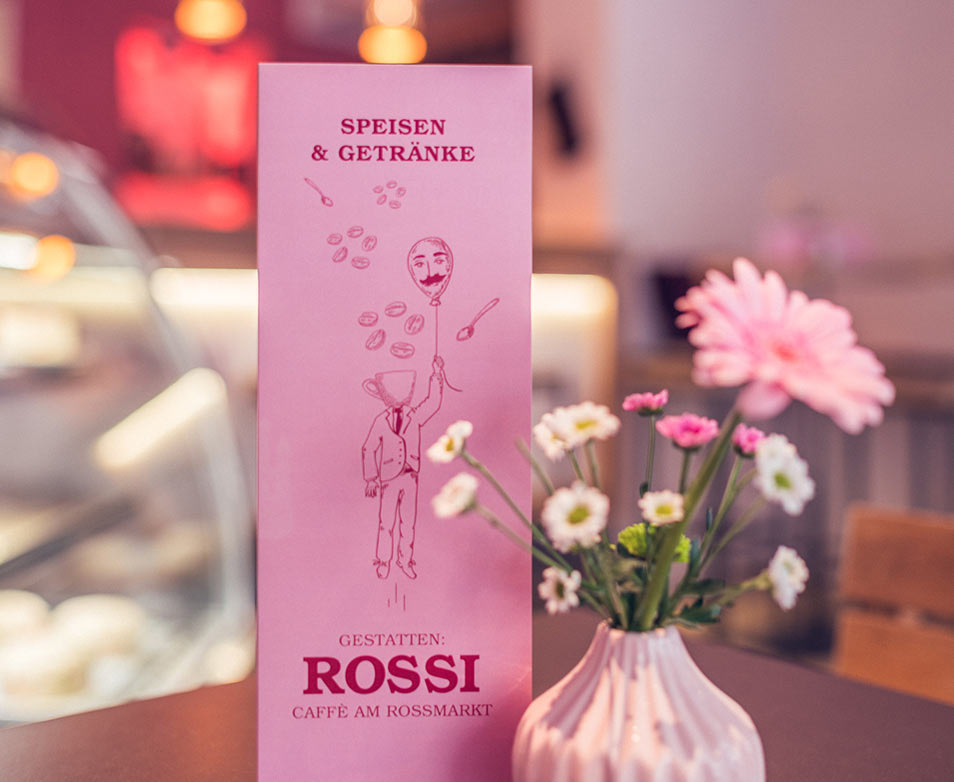 SPEISEN
& GETRÄNKE
GESTATTEN:
ROSSI
CAFFÈ AM ROSSMARKT